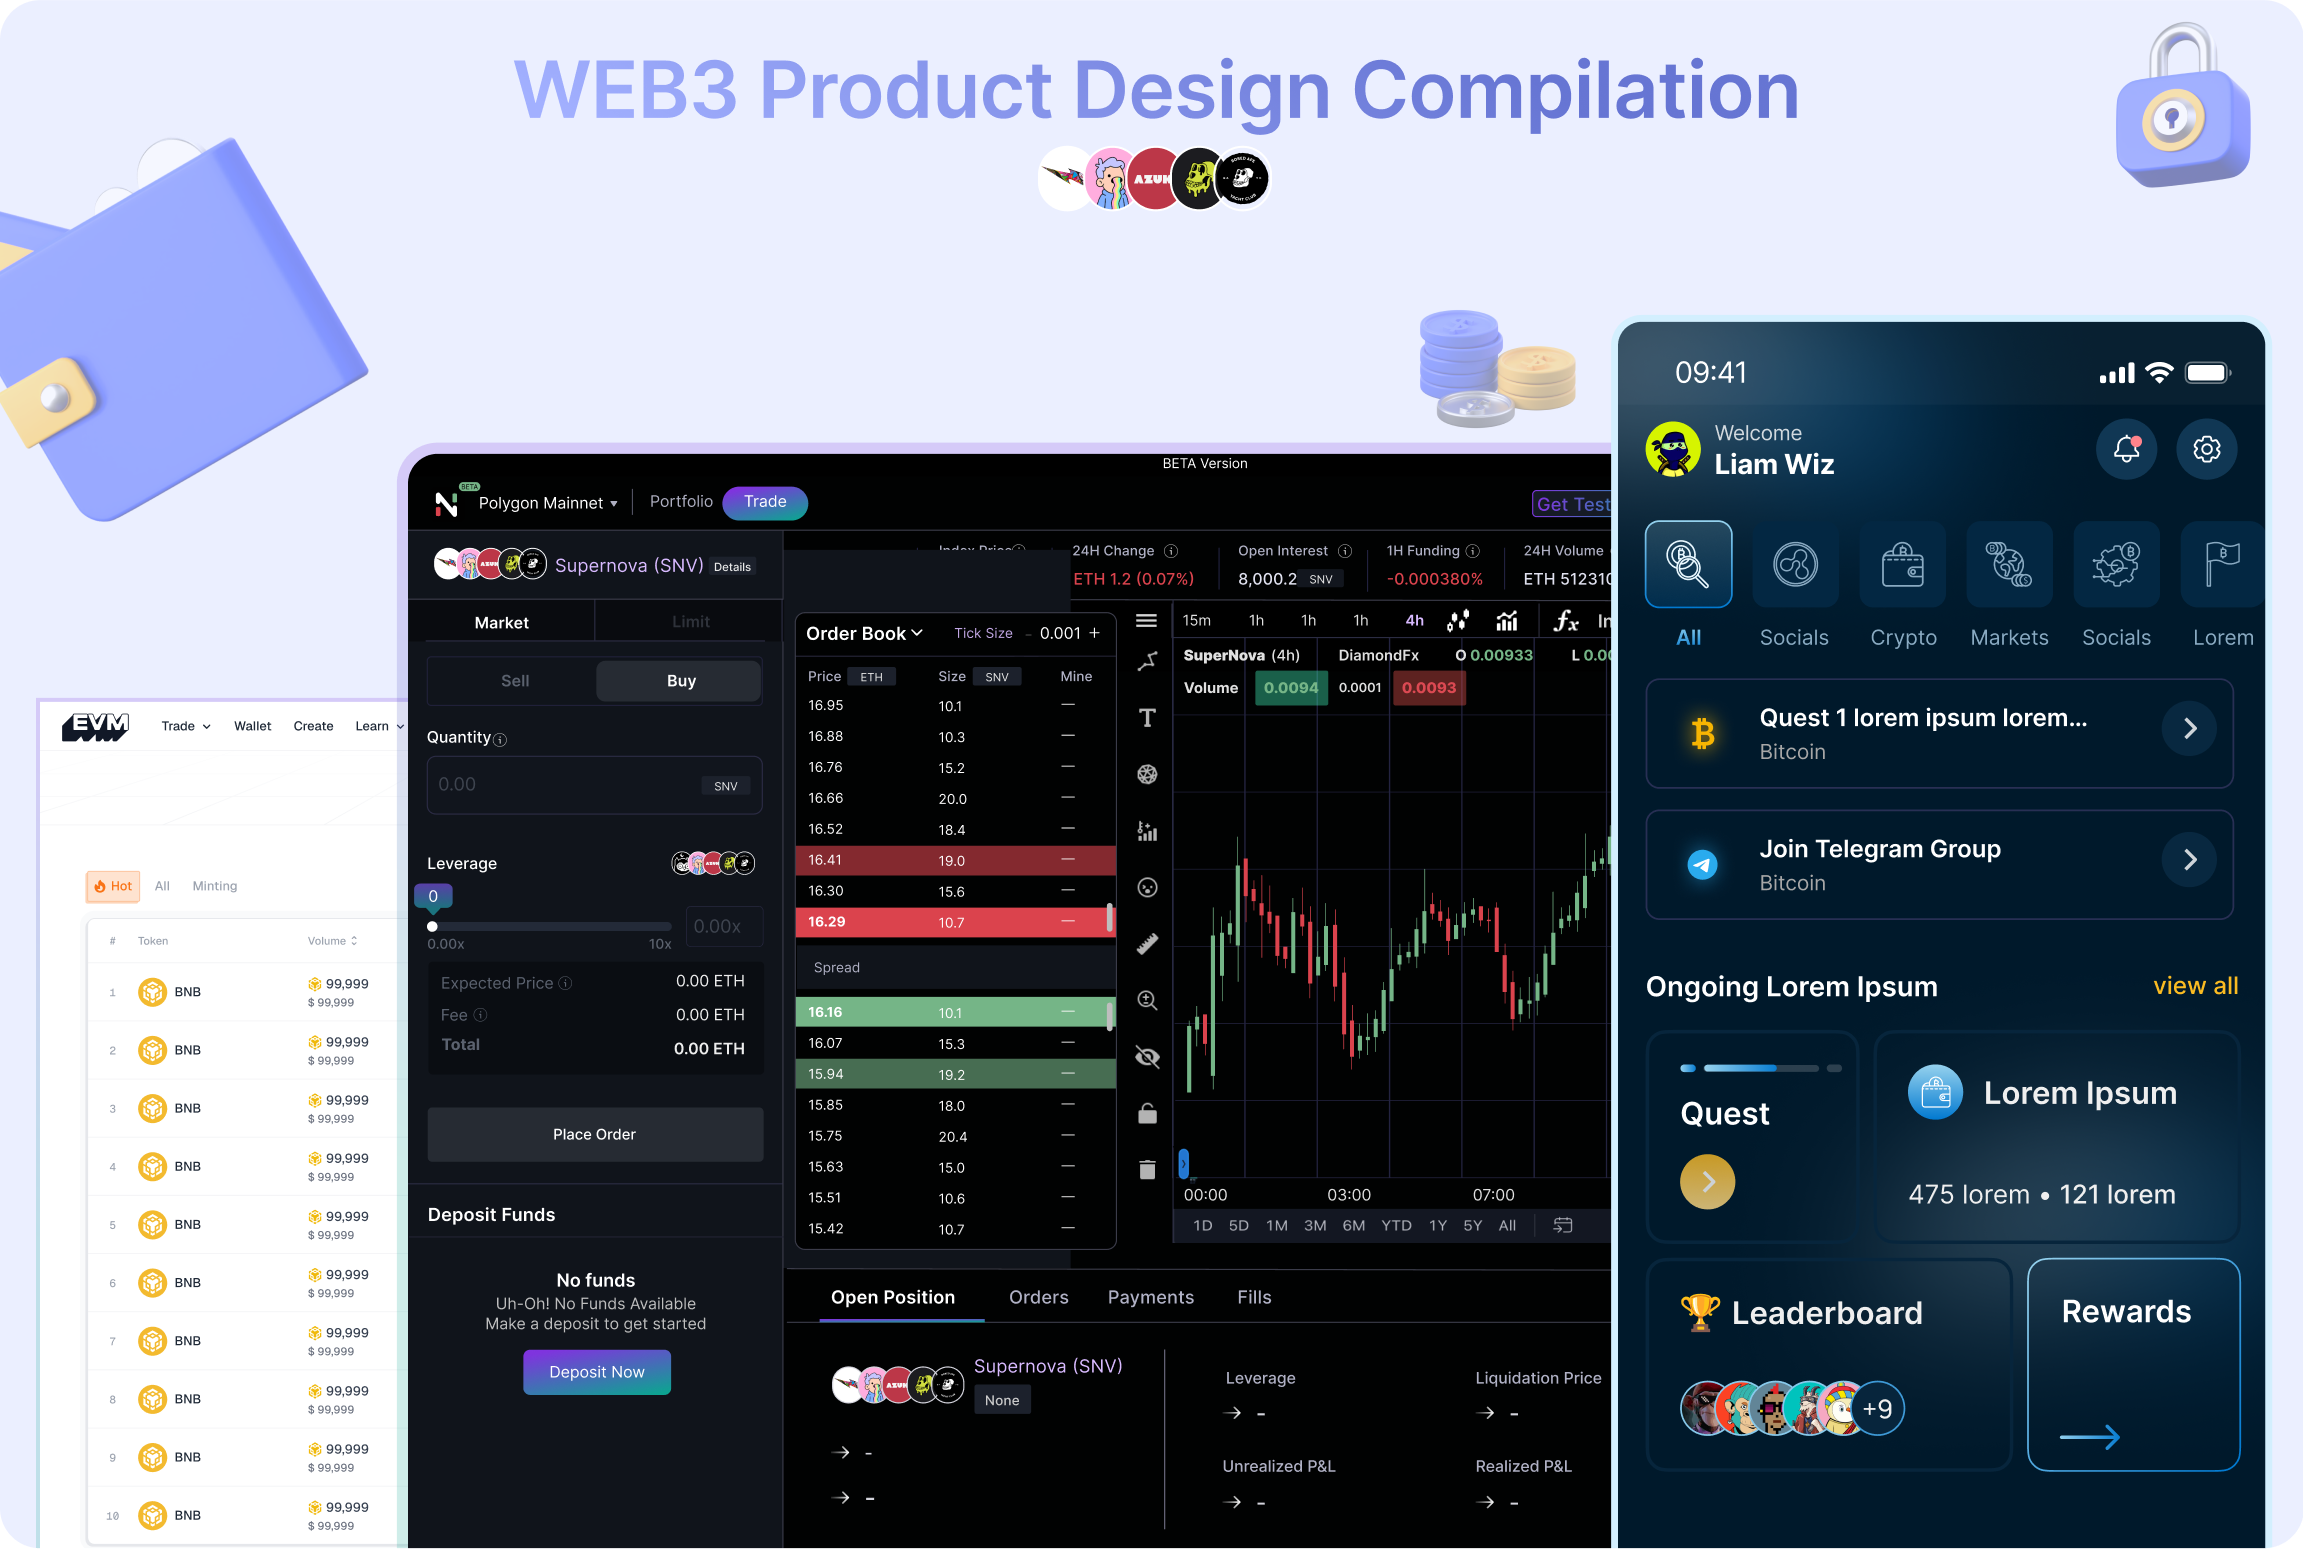 WEB3 Product Design Compilation
AZUK
BORED APE
YACHT CLUB
EVM
Trade
Wallet
Create
Learn
Hot
All
Minting
# Token Volume
1 BNB 99,999
$ 99,999
2 BNB 99,999
$ 99,999
3 BNB 99,999
$ 99,999
4 BNB 99,999
$ 99,999
5 BNB 99,999
$ 99,999
6 BNB 99,999
$ 99,999
7 BNB 99,999
$ 99,999
8 BNB 99,999
$ 99,999
9 BNB 99,999
$ 99,999
10 BNB 99,999
$ 99,999
BETA Version
BETA
Polygon Mainnet
Portfolio
Trade
Get Test
Supernova (SNV) Details
Index Price
24H Change
ETH 1.2 (0.07%)
Open Interest
8,000.2 SNV
1H Funding
-0.000380%
24H Volume
ETH 512310
Market
Limit
Sell
Buy
Quantity
0.00 SNV
Leverage
0
0.00x
10x
0.00x
Expected Price 0.00 ETH
Fee 0.00 ETH
Total 0.00 ETH
Place Order
Deposit Funds
No funds
Uh-Oh! No Funds Available
Make a deposit to get started
Deposit Now
Order Book
Tick Size - 0.001 +
Price ETH Size SNV Mine
16.95 10.1 —
16.88 10.3 —
16.76 15.2 —
16.66 20.0 —
16.52 18.4 —
16.41 19.0 —
16.30 15.6 —
16.29 10.7 —
Spread
16.16 10.1 —
16.07 15.3 —
15.94 19.2 —
15.85 18.0 —
15.75 20.4 —
15.63 15.0 —
15.51 10.6 —
15.42 10.7 —
15m 1h 1h 1h 4h fx In
SuperNova (4h) DiamondFx O 0.00933 L 0.00
Volume 0.0094 0.0001 0.0093
T
00:00 03:00 07:00
1D 5D 1M 3M 6M YTD 1Y 5Y All
Open Position
Orders
Payments
Fills
Supernova (SNV)
None
→ -
→ -
Leverage
→ -
Liquidation Price
→ -
Unrealized P&L
→ -
Realized P&L
→ -
09:41
Welcome
Liam Wiz
All
Socials
Crypto
Markets
Socials
Lorem
Quest 1 lorem ipsum lorem...
Bitcoin
Join Telegram Group
Bitcoin
Ongoing Lorem Ipsum
view all
Quest
Lorem Ipsum
475 lorem • 121 lorem
Leaderboard
+9
Rewards